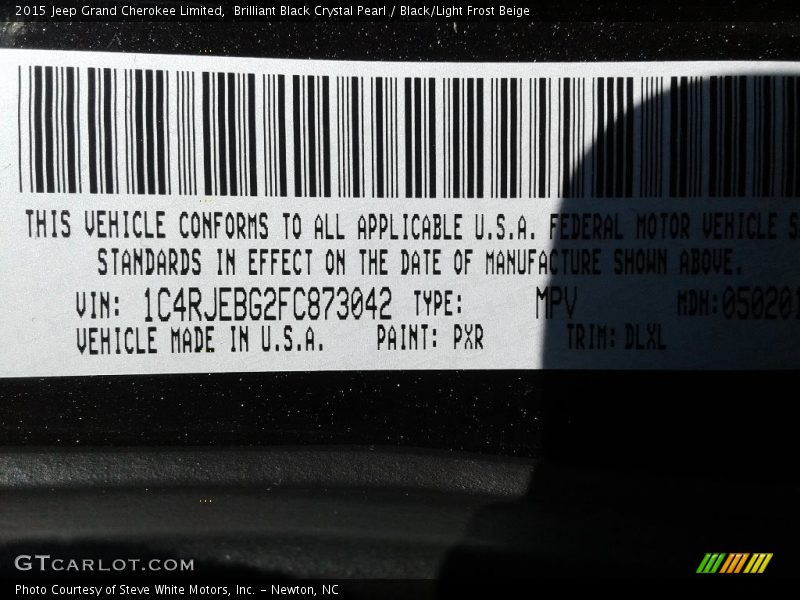 2015 Jeep Grand Cherokee Limited, Brilliant Black Crystal Pearl / Black/Light Frost Beige
THIS VEHICLE CONFORMS TO ALL APPLICABLE U.S.A. FEDERAL MOTOR VEHICLE S
STANDARDS IN EFFECT ON THE DATE OF MANUFACTURE SHOWN ABOVE.
VIN: 1C4RJEBG2FC873042 TYPE: MPV MDH: 050201
VEHICLE MADE IN U.S.A. PAINT: PXR TRIM: DLXL
GTCARLOT.COM
Photo Courtesy of Steve White Motors, Inc. - Newton, NC